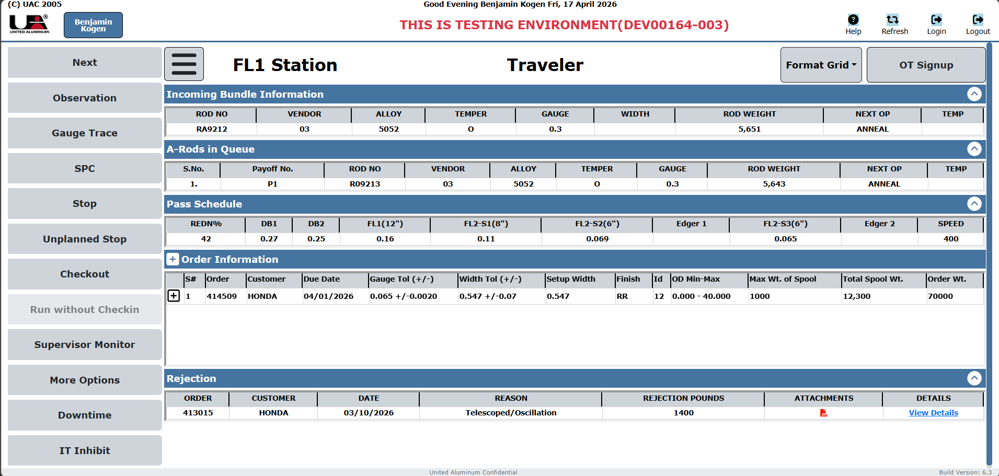 (C) UAC 2005
Good Evening Benjamin Kogen Fri, 17 April 2026
UA®
UNITED ALUMINUM
Benjamin
Kogen
THIS IS TESTING ENVIRONMENT(DEV00164-003)
Help
Refresh
Login
Logout
Next
Observation
Gauge Trace
SPC
Stop
Unplanned Stop
Checkout
Run without Checkin
Supervisor Monitor
More Options
Downtime
IT Inhibit
FL1 Station
Traveler
Format Grid
OT Signup
Incoming Bundle Information
ROD NO VENDOR ALLOY TEMPER GAUGE WIDTH ROD WEIGHT NEXT OP TEMP
RA9212 03 5052 O 0.3 5,651 ANNEAL
A-Rods in Queue
S.No. Payoff No. ROD NO VENDOR ALLOY TEMPER GAUGE ROD WEIGHT NEXT OP TEMP
1. P1 R09213 03 5052 O 0.3 5,643 ANNEAL
Pass Schedule
REDN% DB1 DB2 FL1(12") FL2-S1(8") FL2-S2(6") Edger 1 FL2-S3(6") Edger 2 SPEED
42 0.27 0.25 0.16 0.11 0.069 0.065 400
Order Information
S# Order Customer Due Date Gauge Tol (+/-) Width Tol (+/-) Setup Width Finish Id OD Min-Max Max Wt. of Spool Total Spool Wt. Order Wt.
1 414509 HONDA 04/01/2026 0.065 +/-0.0020 0.547 +/-0.07 0.547 RR 12 0.000 - 40.000 1000 12,300 70000
Rejection
ORDER CUSTOMER DATE REASON REJECTION POUNDS ATTACHMENTS DETAILS
413015 HONDA 03/10/2026 Telescoped/Oscillation 1400 View Details
United Aluminum Confidential
Build Version: 6.3